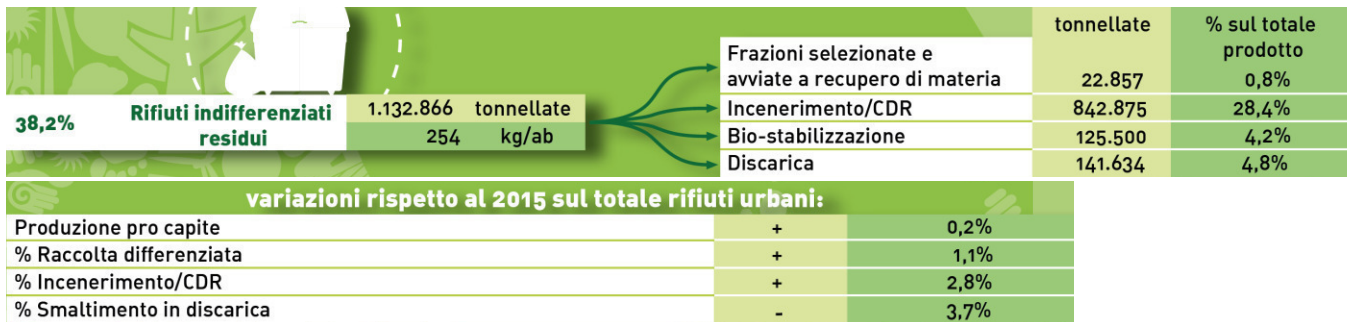 tonnellate % sul totale prodotto
Frazioni selezionate e
avviate a recupero di materia 22.857 0,8%
38,2% Rifiuti indifferenziati residui 1.132.866 tonnellate
254 kg/ab
Incenerimento/CDR 842.875 28,4%
Bio-stabilizzazione 125.500 4,2%
Discarica 141.634 4,8%
variazioni rispetto al 2015 sul totale rifiuti urbani:
Produzione pro capite + 0,2%
% Raccolta differenziata + 1,1%
% Incenerimento/CDR + 2,8%
% Smaltimento in discarica - 3,7%